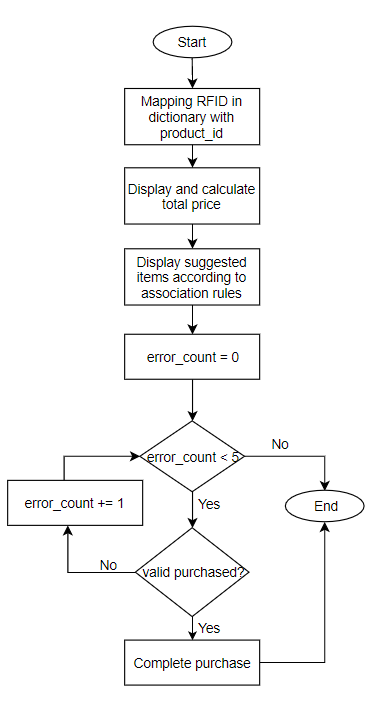 Start
Mapping RFID in
dictionary with
product_id
Display and calculate
total price
Display suggested
items according to
association rules
error_count = 0
error_count < 5
No
error_count += 1
Yes
End
valid purchased?
No
Yes
Complete purchase